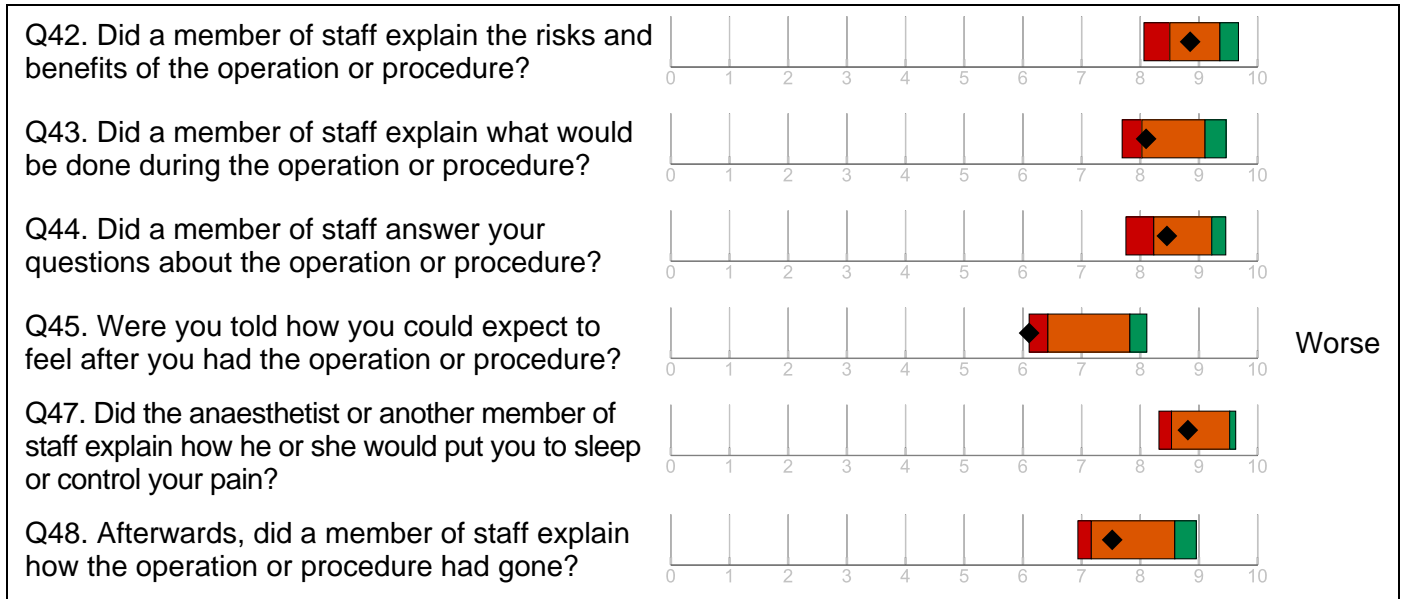 Q42. Did a member of staff explain the risks and
benefits of the operation or procedure?
0 1 2 3 4 5 6 7 8 9 10
Q43. Did a member of staff explain what would
be done during the operation or procedure?
0 1 2 3 4 5 6 7 8 9 10
Q44. Did a member of staff answer your
questions about the operation or procedure?
0 1 2 3 4 5 6 7 8 9 10
Q45. Were you told how you could expect to
feel after you had the operation or procedure?
Worse
0 1 2 3 4 5 6 7 8 9 10
Q47. Did the anaesthetist or another member of
staff explain how he or she would put you to sleep
or control your pain?
0 1 2 3 4 5 6 7 8 9 10
Q48. Afterwards, did a member of staff explain
how the operation or procedure had gone?
0 1 2 3 4 5 6 7 8 9 10